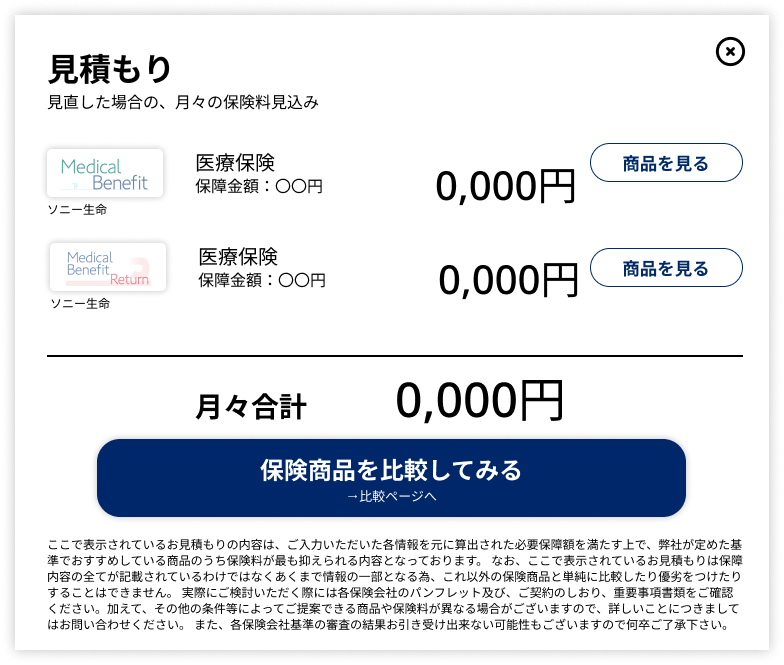 見積もり
見直した場合の、月々の保険料見込み
Medical
Benefit
ソニー生命
医療保険
保障金額：〇〇円
0,000円
商品を見る
Medical
Benefit
Return
ソニー生命
医療保険
保障金額：〇〇円
0,000円
商品を見る
月々合計
0,000円
保険商品を比較してみる
→比較ページへ
ここで表示されているお見積もりの内容は、ご入力いただいた各情報を元に算出された必要保障額を満たす上で、弊社が定めた基
準でおすすめしている商品のうち保険料が最も抑えられる内容となっております。 なお、ここで表示されているお見積もりは保障
内容の全てが記載されているわけではなくあくまで情報の一部となる為、これ以外の保険商品と単純に比較したり優劣をつけたり
することはできません。 実際にご検討いただく際には各保険会社のパンフレット及び、ご契約のしおり、重要事項書類をご確認
ください。加えて、その他の条件等によってご提案できる商品や保険料が異なる場合がございますので、詳しいことにつきまして
はお問い合わせください。 また、各保険会社基準の審査の結果お引き受け出来ない可能性もございますので何卒ご了承下さい。